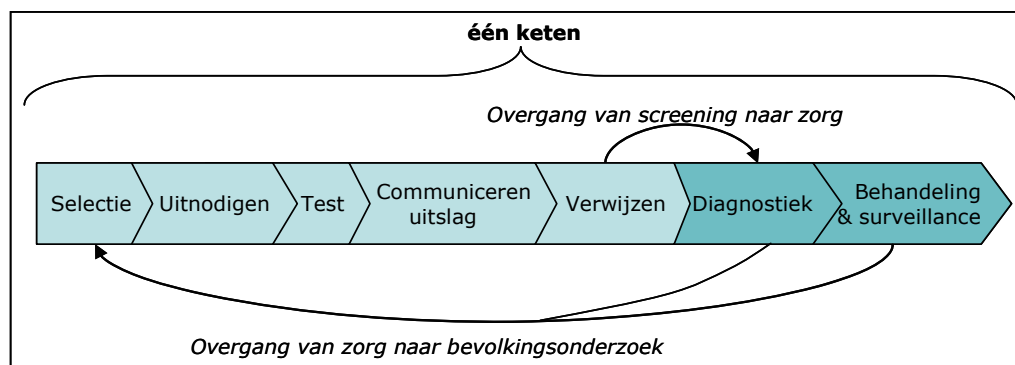 één keten
Overgang van screening naar zorg
Selectie
Uitnodigen
Test
Communiceren
uitslag
Verwijzen
Diagnostiek
Behandeling
& surveillance
Overgang van zorg naar bevolkingsonderzoek